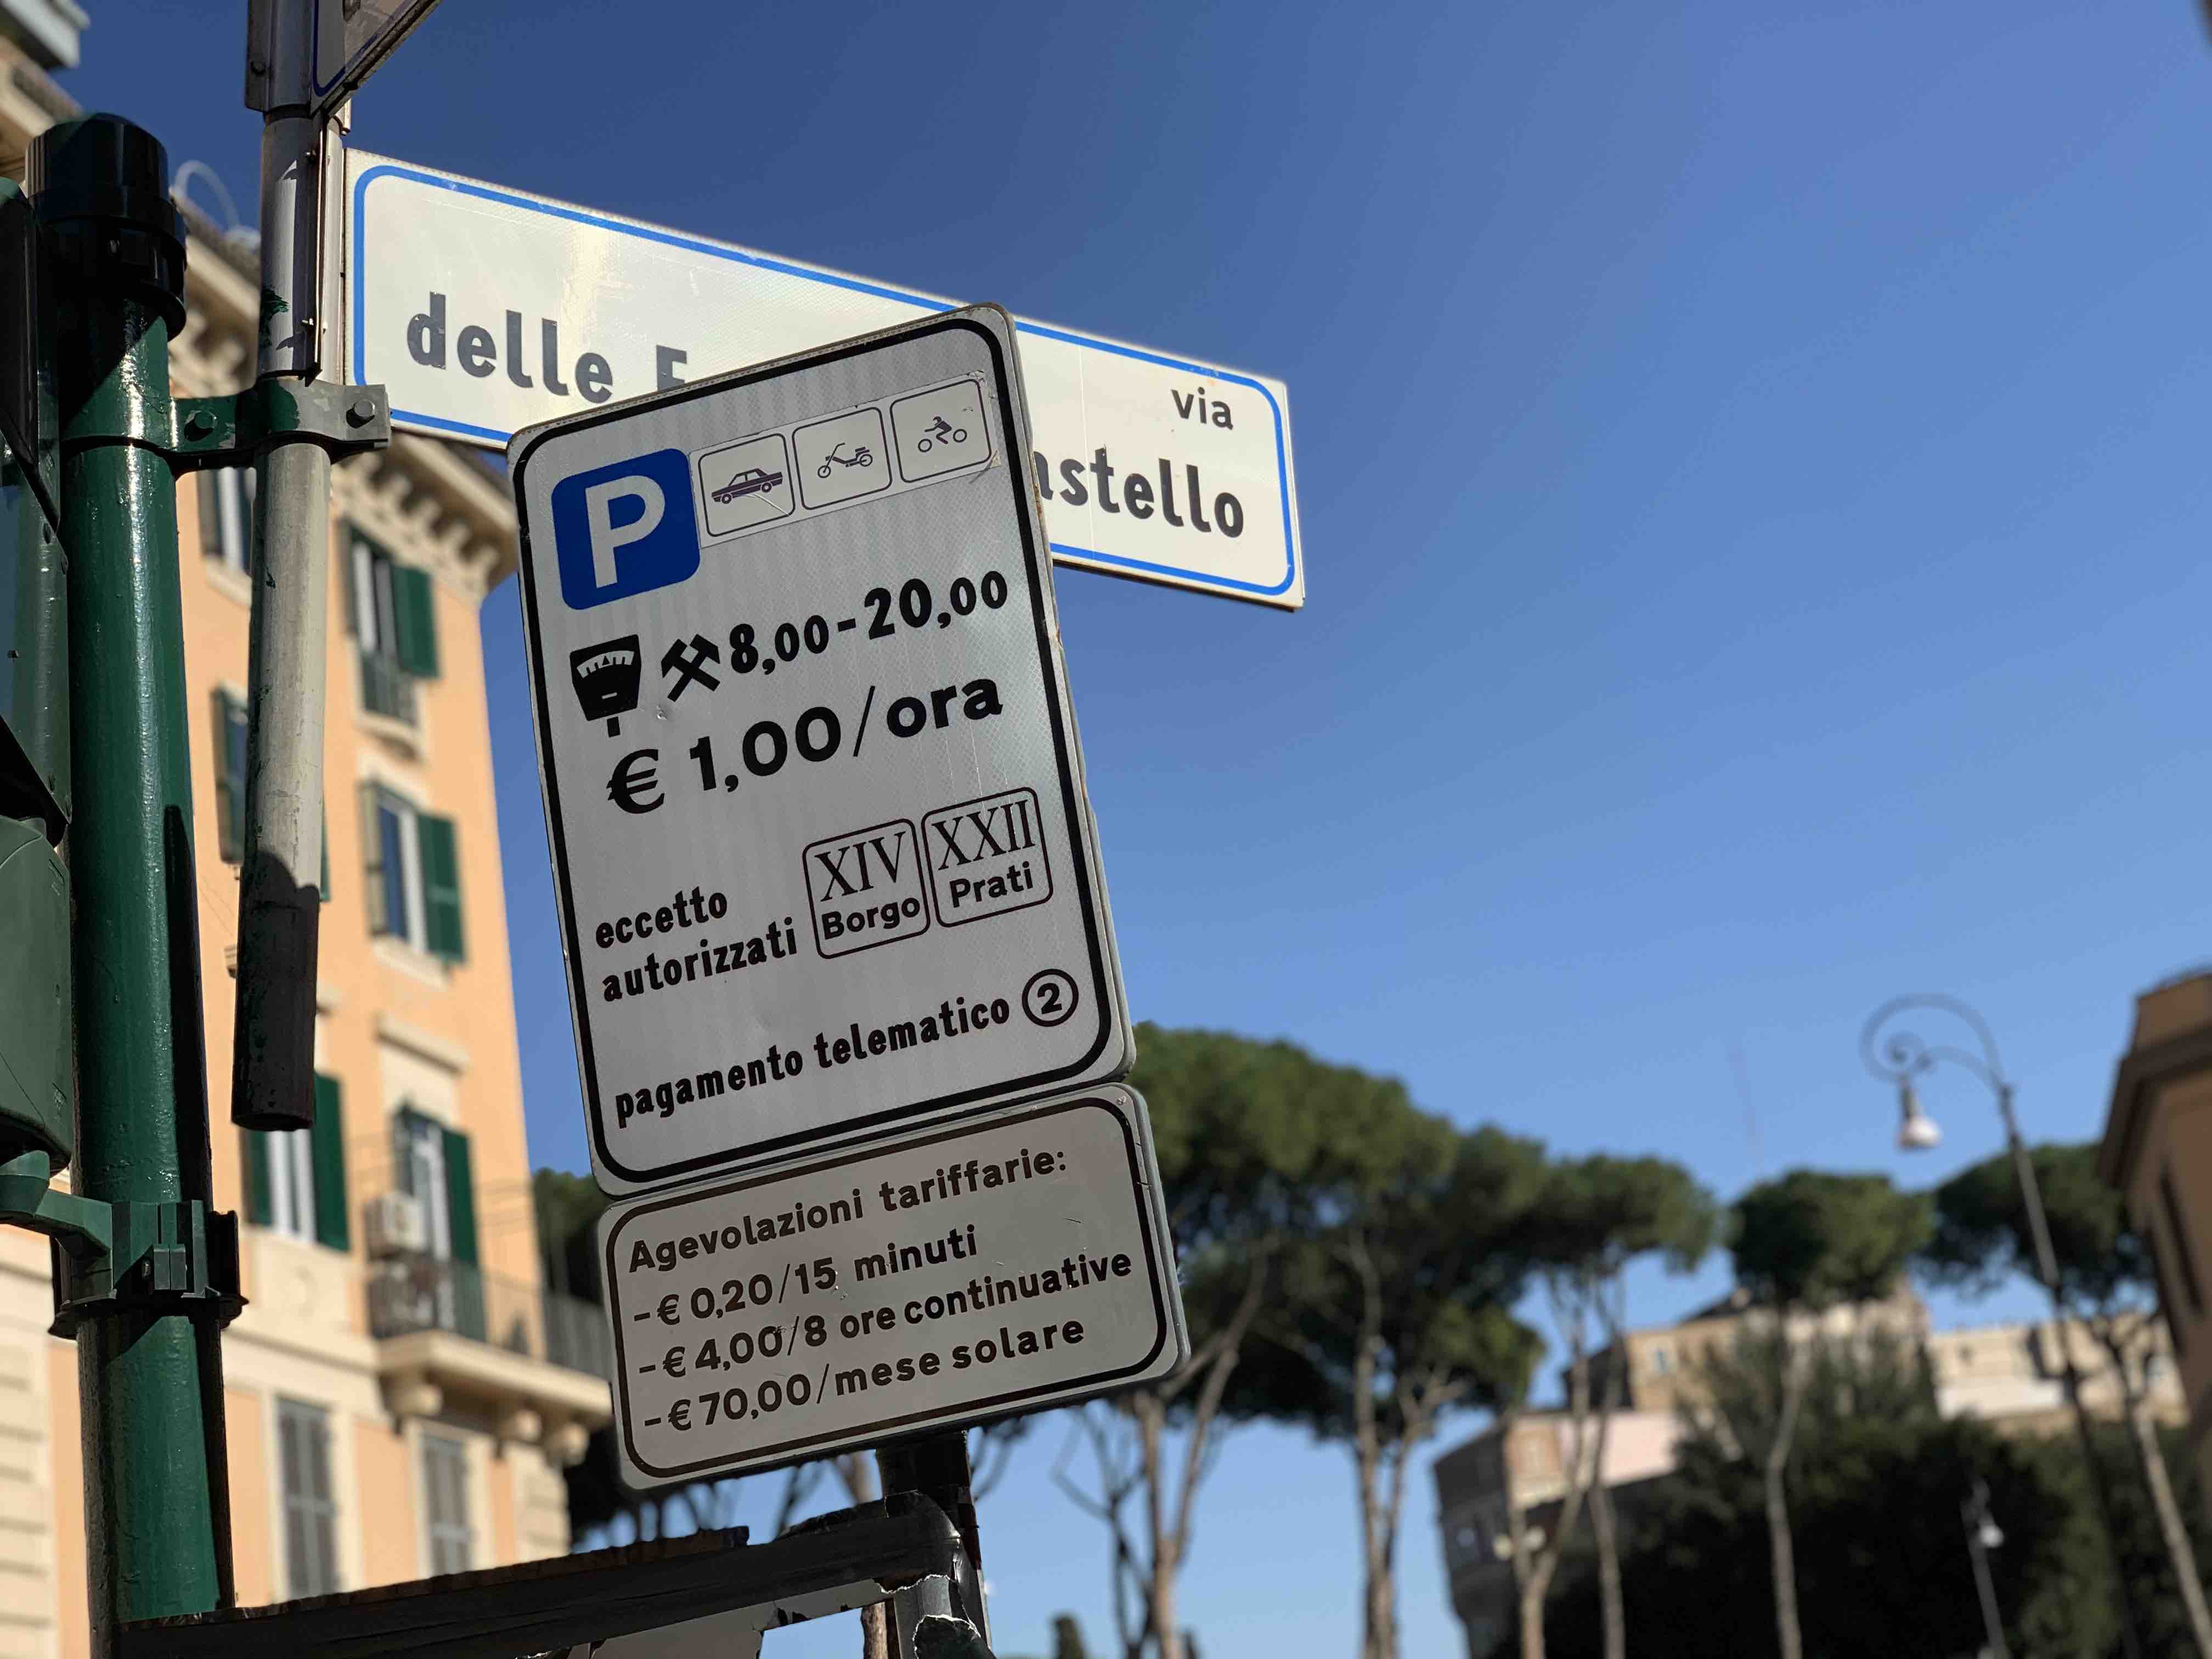 via
delle
P
8,00-20,00
€ 1,00/ora
eccetto
autorizzati
XIV
Borgo
XXII
Prati
pagamento telematico 2
Agevolazioni tariffarie:
-€ 0,20/15 minuti
-€ 4,00/8 ore continuative
-€ 70,00/mese solare